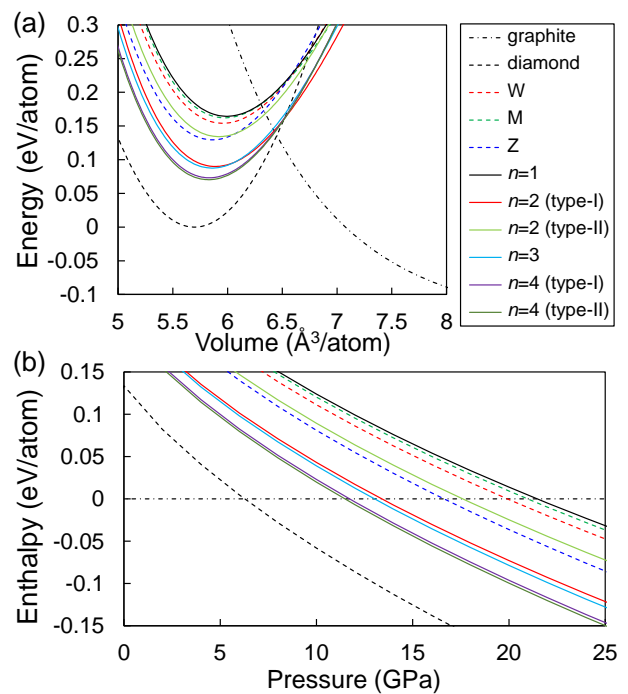 (a)
0.3
0.25
0.2
0.15
0.1
0.05
0
-0.05
-0.1
Energy (eV/atom)
5
5.5
6
6.5
7
7.5
8
Volume (Å³/atom)
graphite
diamond
W
M
Z
n=1
n=2 (type-I)
n=2 (type-II)
n=3
n=4 (type-I)
n=4 (type-II)
(b)
0.15
0.1
0.05
0
-0.05
-0.1
-0.15
Enthalpy (eV/atom)
0
5
10
15
20
25
Pressure (GPa)